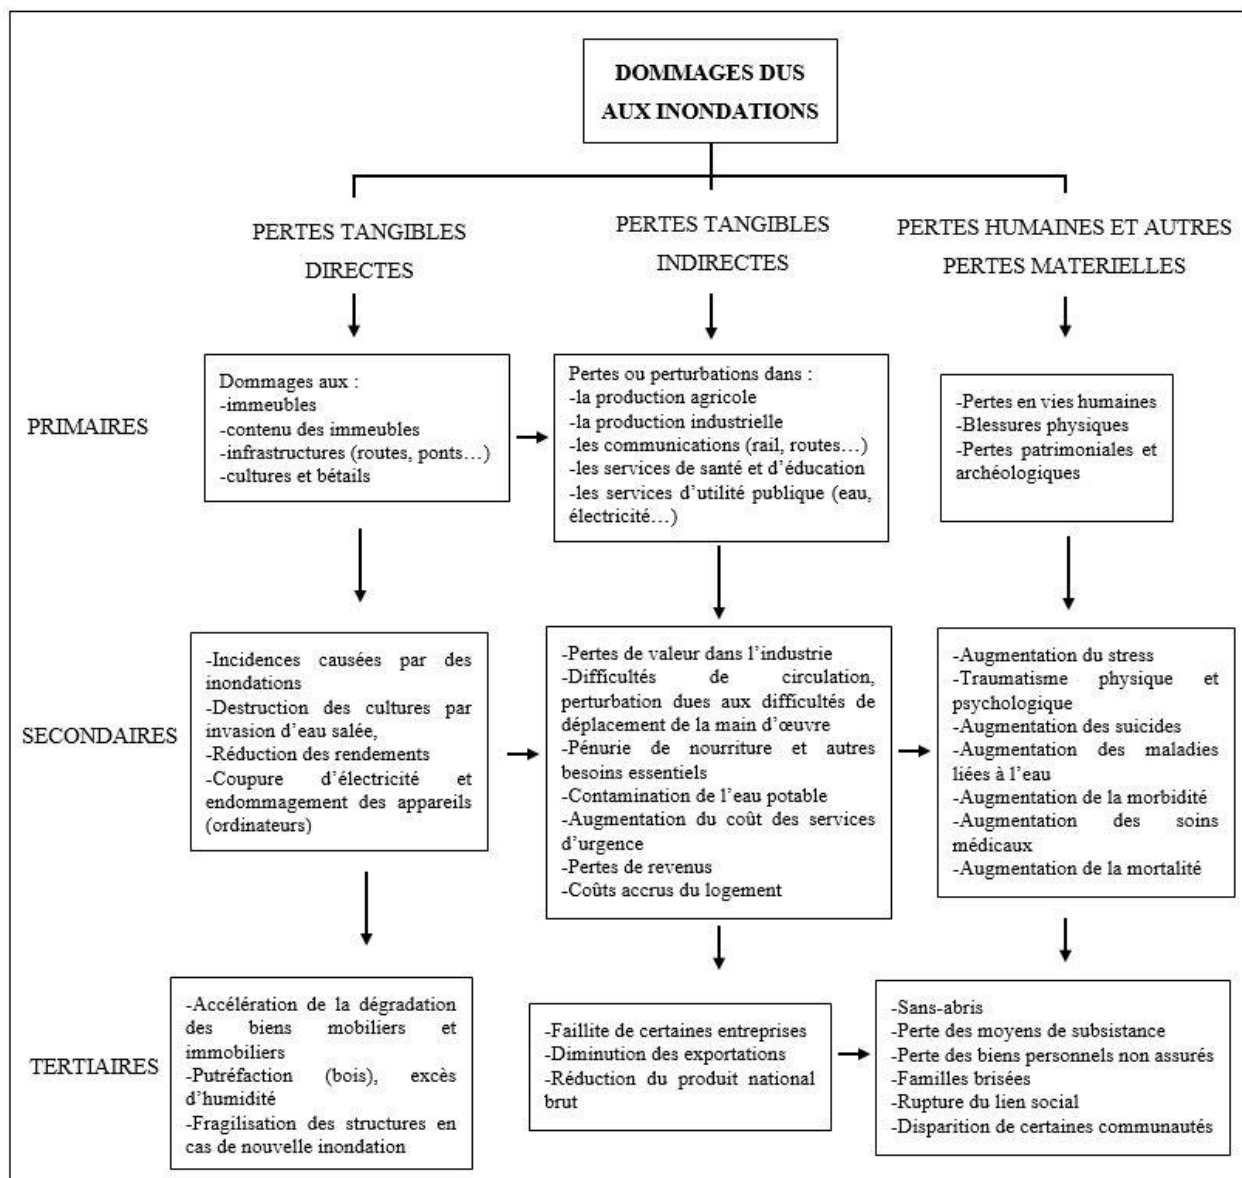 DOMMAGES DUS
AUX INONDATIONS
PERTES TANGIBLES
DIRECTES
PERTES TANGIBLES
INDIRECTES
PERTES HUMAINES ET AUTRES
PERTES MATERIELLES
PRIMAIRES
Dommages aux :
-immeubles
-contenu des immeubles
-infrastructures (routes, ponts…)
-cultures et bétails
Pertes ou perturbations dans :
-la production agricole
-la production industrielle
-les communications (rail, routes…)
-les services de santé et d’éducation
-les services d’utilité publique (eau,
électricité…)
-Pertes en vies humaines
-Blessures physiques
-Pertes patrimoniales et
archéologiques
SECONDAIRES
-Incidences causées par des
inondations
-Destruction des cultures par
invasion d’eau salée,
-Réduction des rendements
-Coupure d’électricité et
endommagement des appareils
(ordinateurs)
-Pertes de valeur dans l’industrie
-Difficultés de circulation,
perturbation dues aux difficultés de
déplacement de la main d’œuvre
-Pénurie de nourriture et autres
besoins essentiels
-Contamination de l’eau potable
-Augmentation du coût des services
d’urgence
-Pertes de revenus
-Coûts accrus du logement
-Augmentation du stress
-Traumatisme physique et
psychologique
-Augmentation des suicides
-Augmentation des maladies
liées à l’eau
-Augmentation de la morbidité
-Augmentation des soins
médicaux
-Augmentation de la mortalité
TERTIAIRES
-Accélération de la dégradation
des biens mobiliers et
immobiliers
-Putréfaction (bois), excès
d’humidité
-Fragilisation des structures en
cas de nouvelle inondation
-Faillite de certaines entreprises
-Diminution des exportations
-Réduction du produit national
brut
-Sans-abris
-Perte des moyens de subsistance
-Perte des biens personnels non assurés
-Familles brisées
-Rupture du lien social
-Disparition de certaines communautés